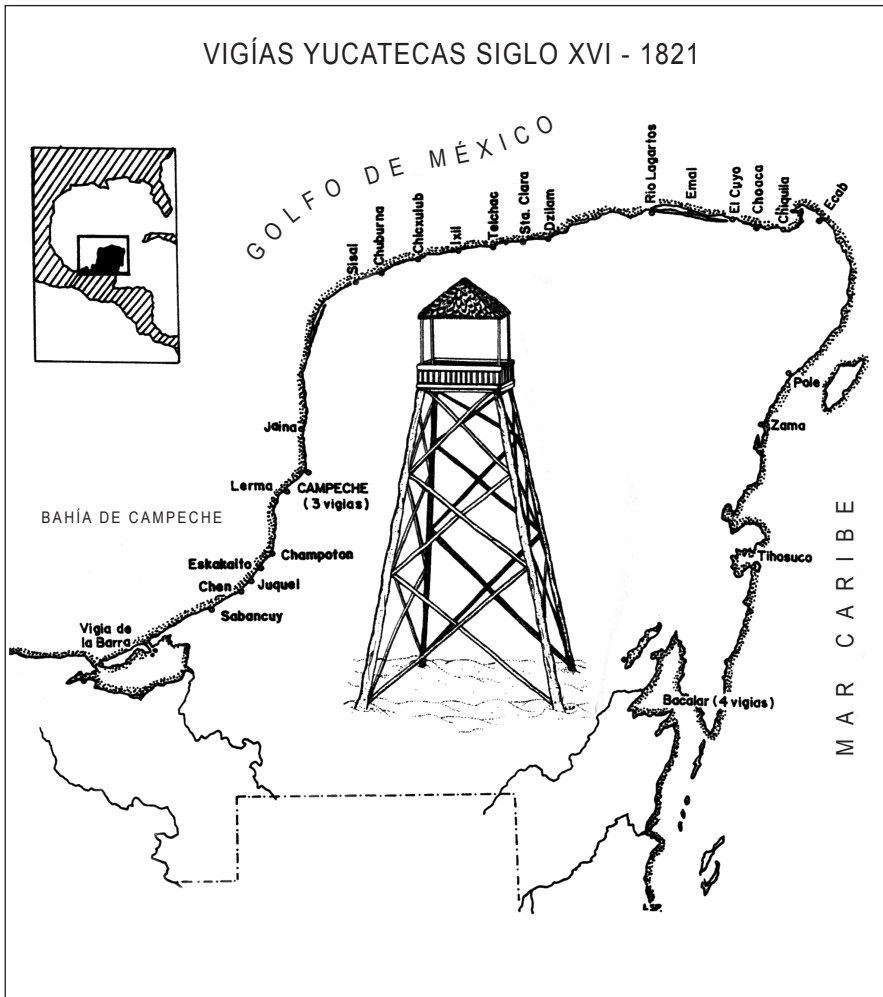 VIGÍAS YUCATECAS SIGLO XVI - 1821
GOLFO DE MÉXICO
Sisal
Chuburna
Chicxulub
Ixil
Telchac
Sta. Clara
Dzilam
Rio Lagartos
Emal
El Cuyo
Choaca
Chiquila
Ecab
Pole
Zama
Jaina
Lerma
CAMPECHE
(3 vigias)
BAHÍA DE CAMPECHE
Champoton
Eskakalto
Juquel
Chen
Sabancuy
Vigia de
la Barra
Tihosuco
Bacalar (4 vigias)
MAR CARIBE